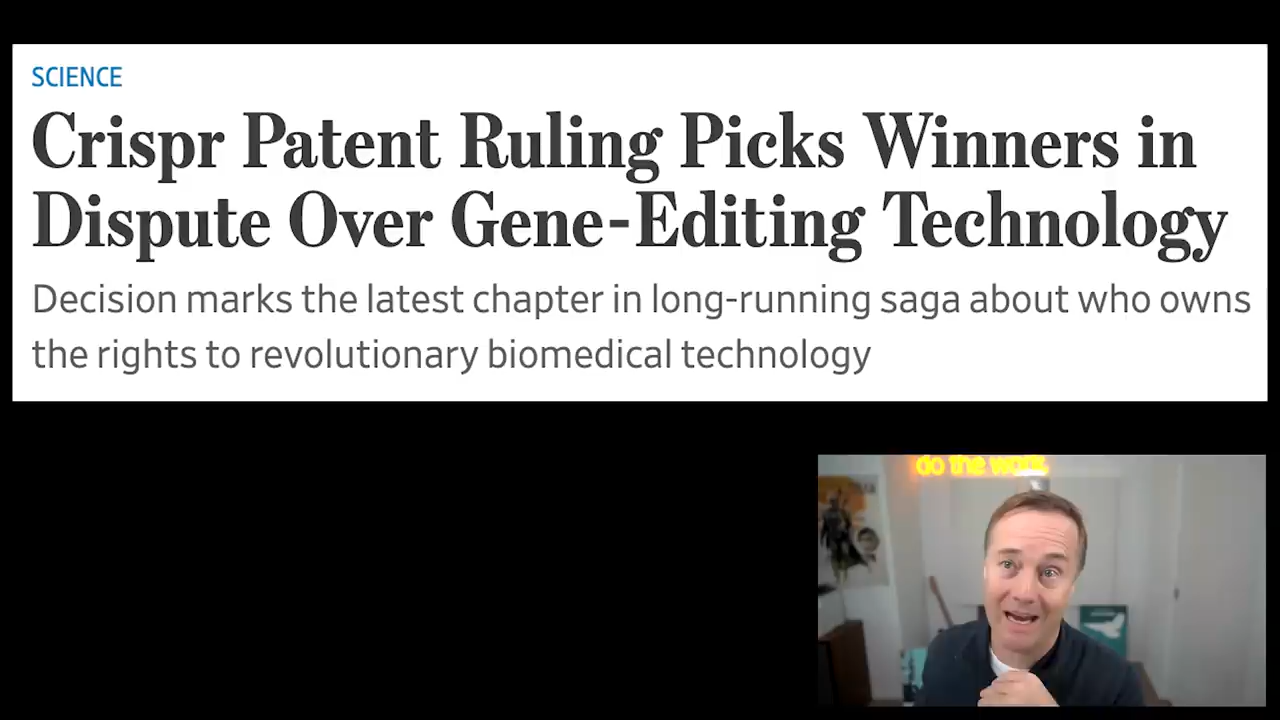 SCIENCE
Crispr Patent Ruling Picks Winners in
Dispute Over Gene-Editing Technology
Decision marks the latest chapter in long-running saga about who owns
the rights to revolutionary biomedical technology
do the work